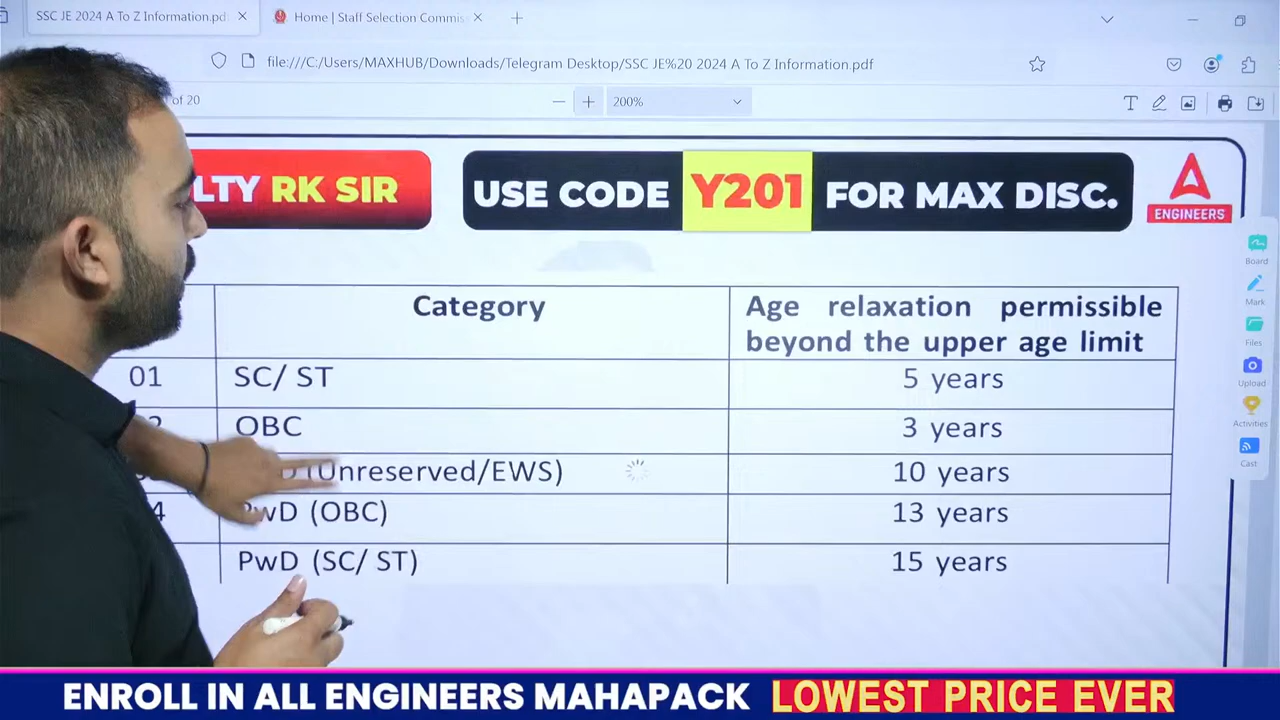 SSC JE 2024 A To Z Information.pd
Home | Staff Selection Commis
file:///C:/Users/MAXHUB/Downloads/Telegram Desktop/SSC JE%20 2024 A To Z Information.pdf
of 20
200%
LTY RK SIR
USE CODE Y201 FOR MAX DISC.
ENGINEERS
Category
Age relaxation permissible
beyond the upper age limit
01 SC/ ST 5 years
OBC 3 years
D (Unreserved/EWS) 10 years
4 PwD (OBC) 13 years
PwD (SC/ ST) 15 years
Board
Mark
Files
Upload
Activities
Cast
ENROLL IN ALL ENGINEERS MAHAPACK LOWEST PRICE EVER